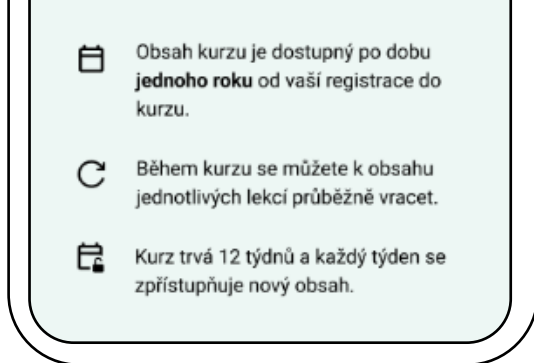 Obsah kurzu je dostupný po dobu
jednoho roku od vaší registrace do
kurzu.
Během kurzu se můžete k obsahu
jednotlivých lekcí průběžně vracet.
Kurz trvá 12 týdnů a každý týden se
zpřístupňuje nový obsah.